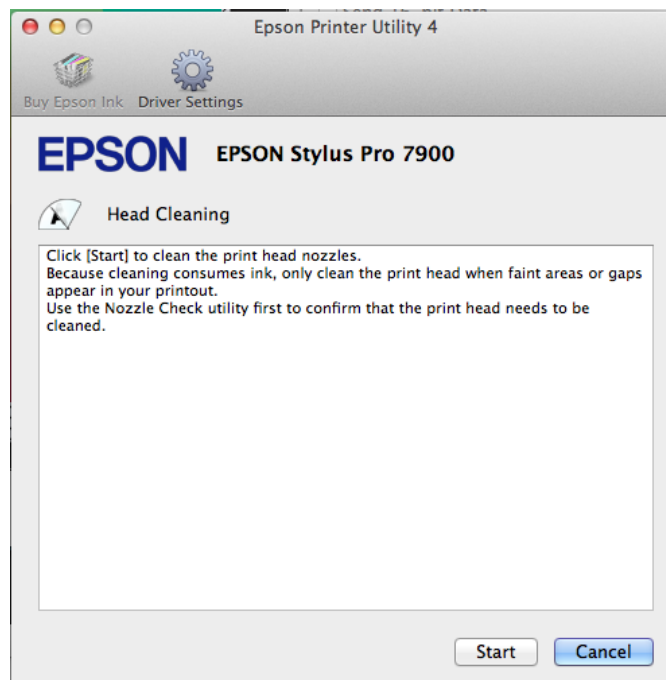 Epson Printer Utility 4
Buy Epson Ink Driver Settings
EPSON EPSON Stylus Pro 7900
Head Cleaning
Click [Start] to clean the print head nozzles.
Because cleaning consumes ink, only clean the print head when faint areas or gaps
appear in your printout.
Use the Nozzle Check utility first to confirm that the print head needs to be
cleaned.
Start Cancel